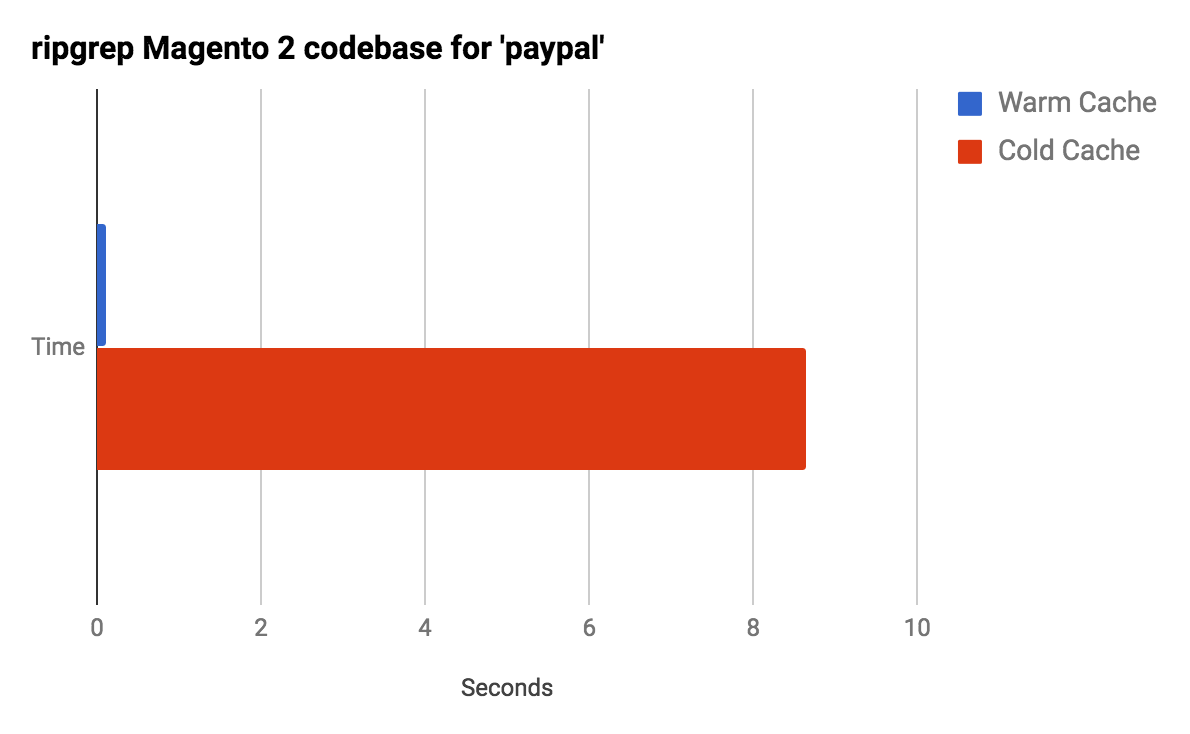 ripgrep Magento 2 codebase for 'paypal'
Warm Cache
Cold Cache
Time
0 2 4 6 8 10
Seconds